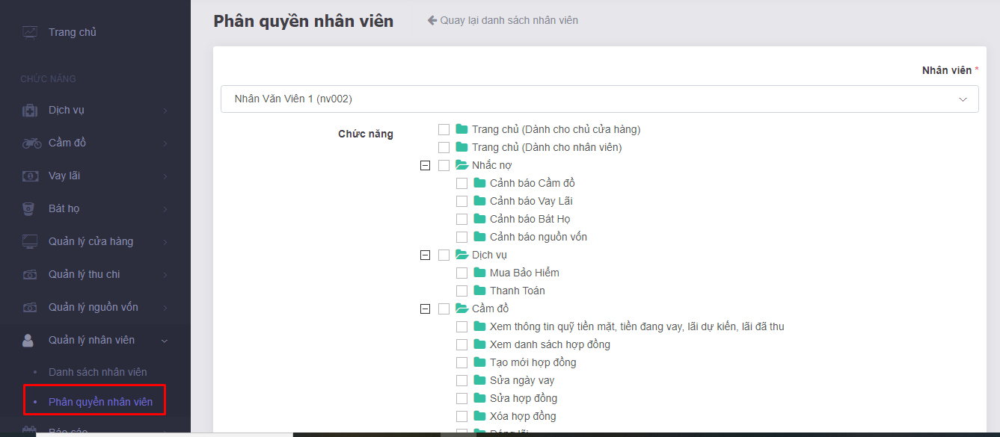 Trang chủ
CHỨC NĂNG
Dịch vụ
Cầm đồ
Vay lãi
Bát họ
Quản lý cửa hàng
Quản lý thu chi
Quản lý nguồn vốn
Quản lý nhân viên
Danh sách nhân viên
Phân quyền nhân viên
Báo cáo
Phân quyền nhân viên
Quay lại danh sách nhân viên
Nhân viên *
Nhân Văn Viên 1 (nv002)
Chức năng
Trang chủ (Dành cho chủ cửa hàng)
Trang chủ (Dành cho nhân viên)
Nhắc nợ
Cảnh báo Cầm đồ
Cảnh báo Vay Lãi
Cảnh báo Bát Họ
Cảnh báo nguồn vốn
Dịch vụ
Mua Bảo Hiểm
Thanh Toán
Cầm đồ
Xem thông tin quỹ tiền mặt, tiền đang vay, lãi dự kiến, lãi đã thu
Xem danh sách hợp đồng
Tạo mới hợp đồng
Sửa ngày vay
Sửa hợp đồng
Xóa hợp đồng
Đóng lãi